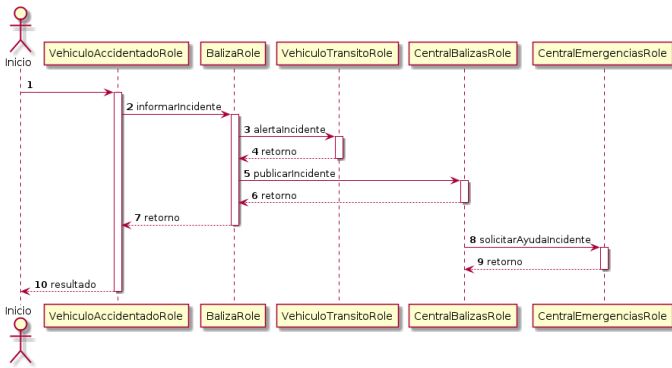 Inicio
VehiculoAccidentadoRole
BalizaRole
VehiculoTransitoRole
CentralBalizasRole
CentralEmergenciasRole
1
2 informarIncidente
3 alertaIncidente
4 retorno
5 publicarIncidente
6 retorno
7 retorno
8 solicitarAyudaIncidente
9 retorno
10 resultado
Inicio
VehiculoAccidentadoRole
BalizaRole
VehiculoTransitoRole
CentralBalizasRole
CentralEmergenciasRole